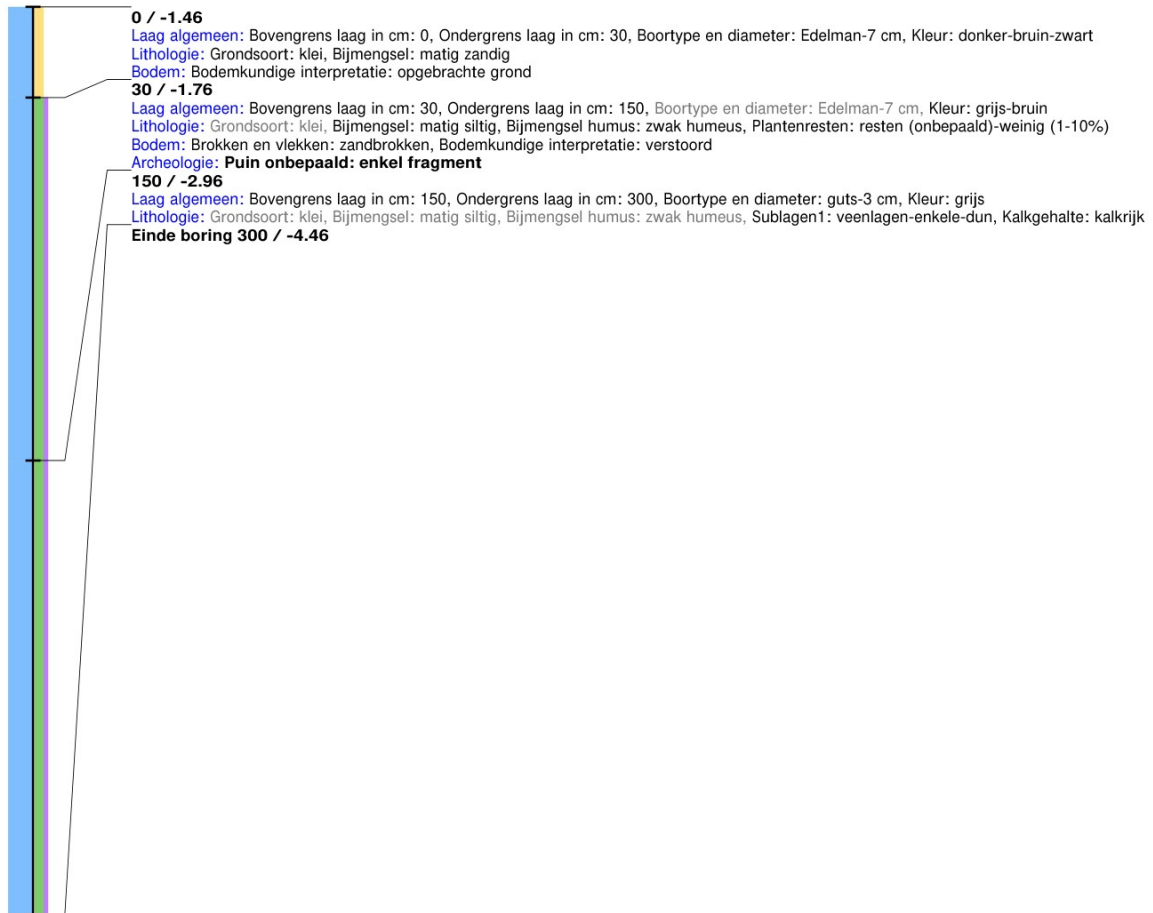 0 / -1.46
Laag algemeen: Bovengrens laag in cm: 0, Ondergrens laag in cm: 30, Boortype en diameter: Edelman-7 cm, Kleur: donker-bruin-zwart
Lithologie: Grondsoort: klei, Bijmengsel: matig zandig
Bodem: Bodemkundige interpretatie: opgebrachte grond
30 / -1.76
Laag algemeen: Bovengrens laag in cm: 30, Ondergrens laag in cm: 150, Boortype en diameter: Edelman-7 cm, Kleur: grijs-bruin
Lithologie: Grondsoort: klei, Bijmengsel: matig siltig, Bijmengsel humus: zwak humeus, Plantenresten: resten (onbepaald)-weinig (1-10%)
Bodem: Brokken en vlekken: zandbrokken, Bodemkundige interpretatie: verstoord
Archeologie: Puin onbepaald: enkel fragment
150 / -2.96
Laag algemeen: Bovengrens laag in cm: 150, Ondergrens laag in cm: 300, Boortype en diameter: guts-3 cm, Kleur: grijs
Lithologie: Grondsoort: klei, Bijmengsel: matig siltig, Bijmengsel humus: zwak humeus, Sublagen1: veenlagen-enkele-dun, Kalkgehalte: kalkrijk
Einde boring 300 / -4.46